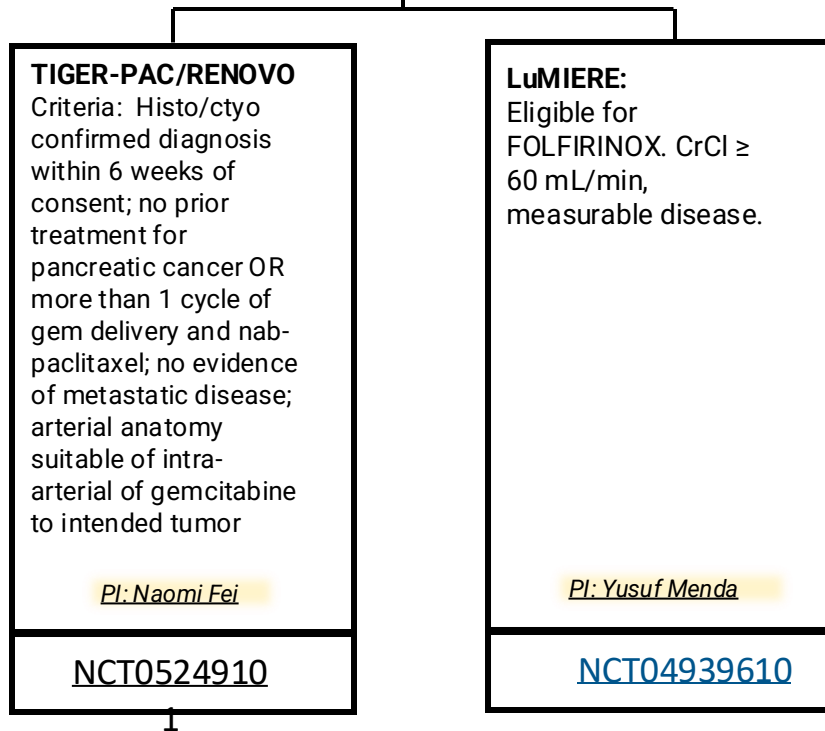 TIGER-PAC/RENOVO
Criteria: Histo/ctyo
confirmed diagnosis
within 6 weeks of
consent; no prior
treatment for
pancreatic cancer OR
more than 1 cycle of
gem delivery and nab-
paclitaxel; no evidence
of metastatic disease;
arterial anatomy
suitable of intra-
arterial of gemcitabine
to intended tumor
PI: Naomi Fei
NCT0524910
1
LuMIERE:
Eligible for
FOLFIRINOX. CrCl ≥
60 mL/min,
measurable disease.
PI: Yusuf Menda
NCT04939610